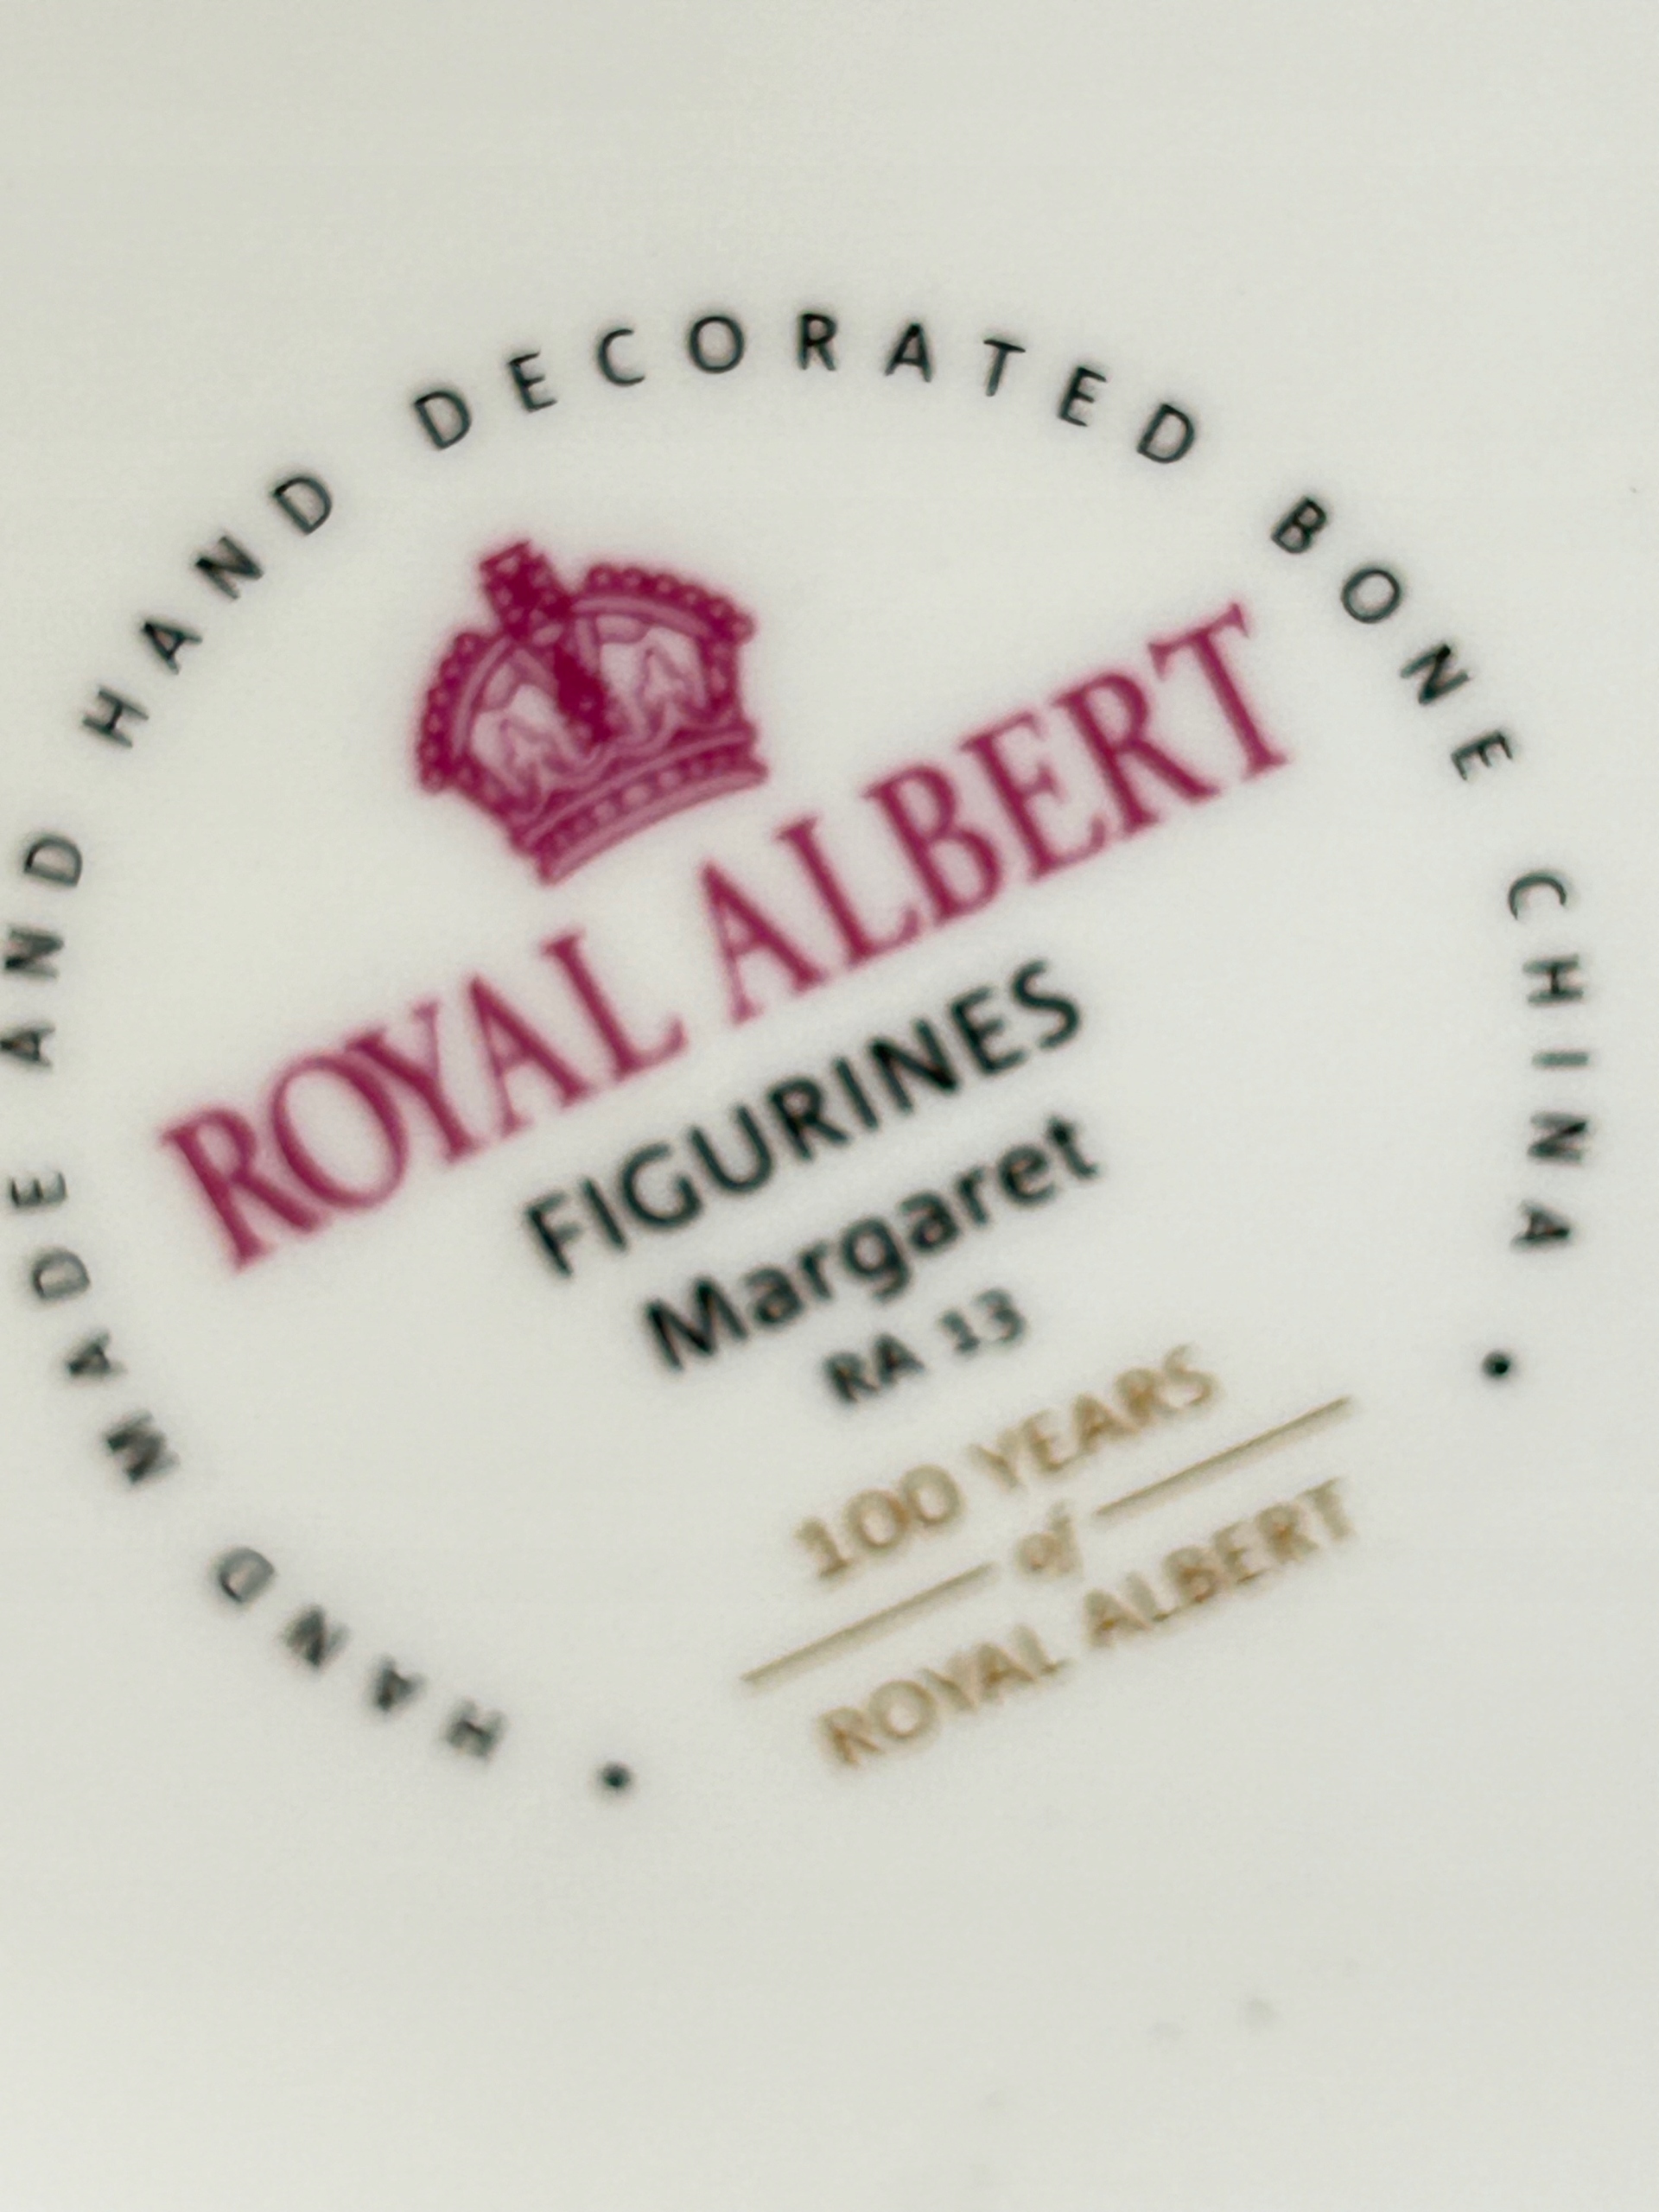 HAND MADE AND HAND DECORATED BONE CHINA
ROYAL ALBERT
FIGURINES
Margaret
RA 13
100 YEARS
of
ROYAL ALBERT